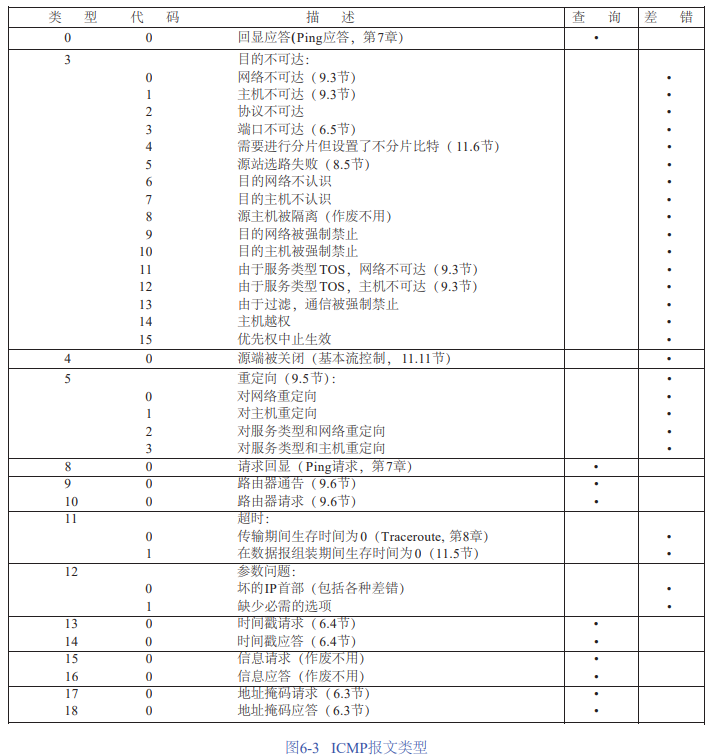 类 型 代 码 描 述 查 询 差 错
0 0 回显应答(Ping应答，第7章) •
3 目的不可达：
0 网络不可达（9.3节） •
1 主机不可达（9.3节） •
2 协议不可达 •
3 端口不可达（6.5节） •
4 需要进行分片但设置了不分片比特（11.6节） •
5 源站选路失败（8.5节） •
6 目的网络不认识 •
7 目的主机不认识 •
8 源主机被隔离（作废不用） •
9 目的网络被强制禁止 •
10 目的主机被强制禁止 •
11 由于服务类型TOS，网络不可达（9.3节） •
12 由于服务类型TOS，主机不可达（9.3节） •
13 由于过滤，通信被强制禁止 •
14 主机越权 •
15 优先权中止生效 •
4 0 源端被关闭（基本流控制，11.11节） •
5 重定向（9.5节）： •
0 对网络重定向 •
1 对主机重定向 •
2 对服务类型和网络重定向 •
3 对服务类型和主机重定向 •
8 0 请求回显（Ping请求，第7章） •
9 0 路由器通告（9.6节） •
10 0 路由器请求（9.6节） •
11 超时：
0 传输期间生存时间为0（Traceroute, 第8章） •
1 在数据报组装期间生存时间为0（11.5节） •
12 参数问题：
0 坏的IP首部（包括各种差错） •
1 缺少必需的选项 •
13 0 时间戳请求（6.4节） •
14 0 时间戳应答（6.4节） •
15 0 信息请求（作废不用） •
16 0 信息应答（作废不用） •
17 0 地址掩码请求（6.3节） •
18 0 地址掩码应答（6.3节） •
图6-3 ICMP报文类型